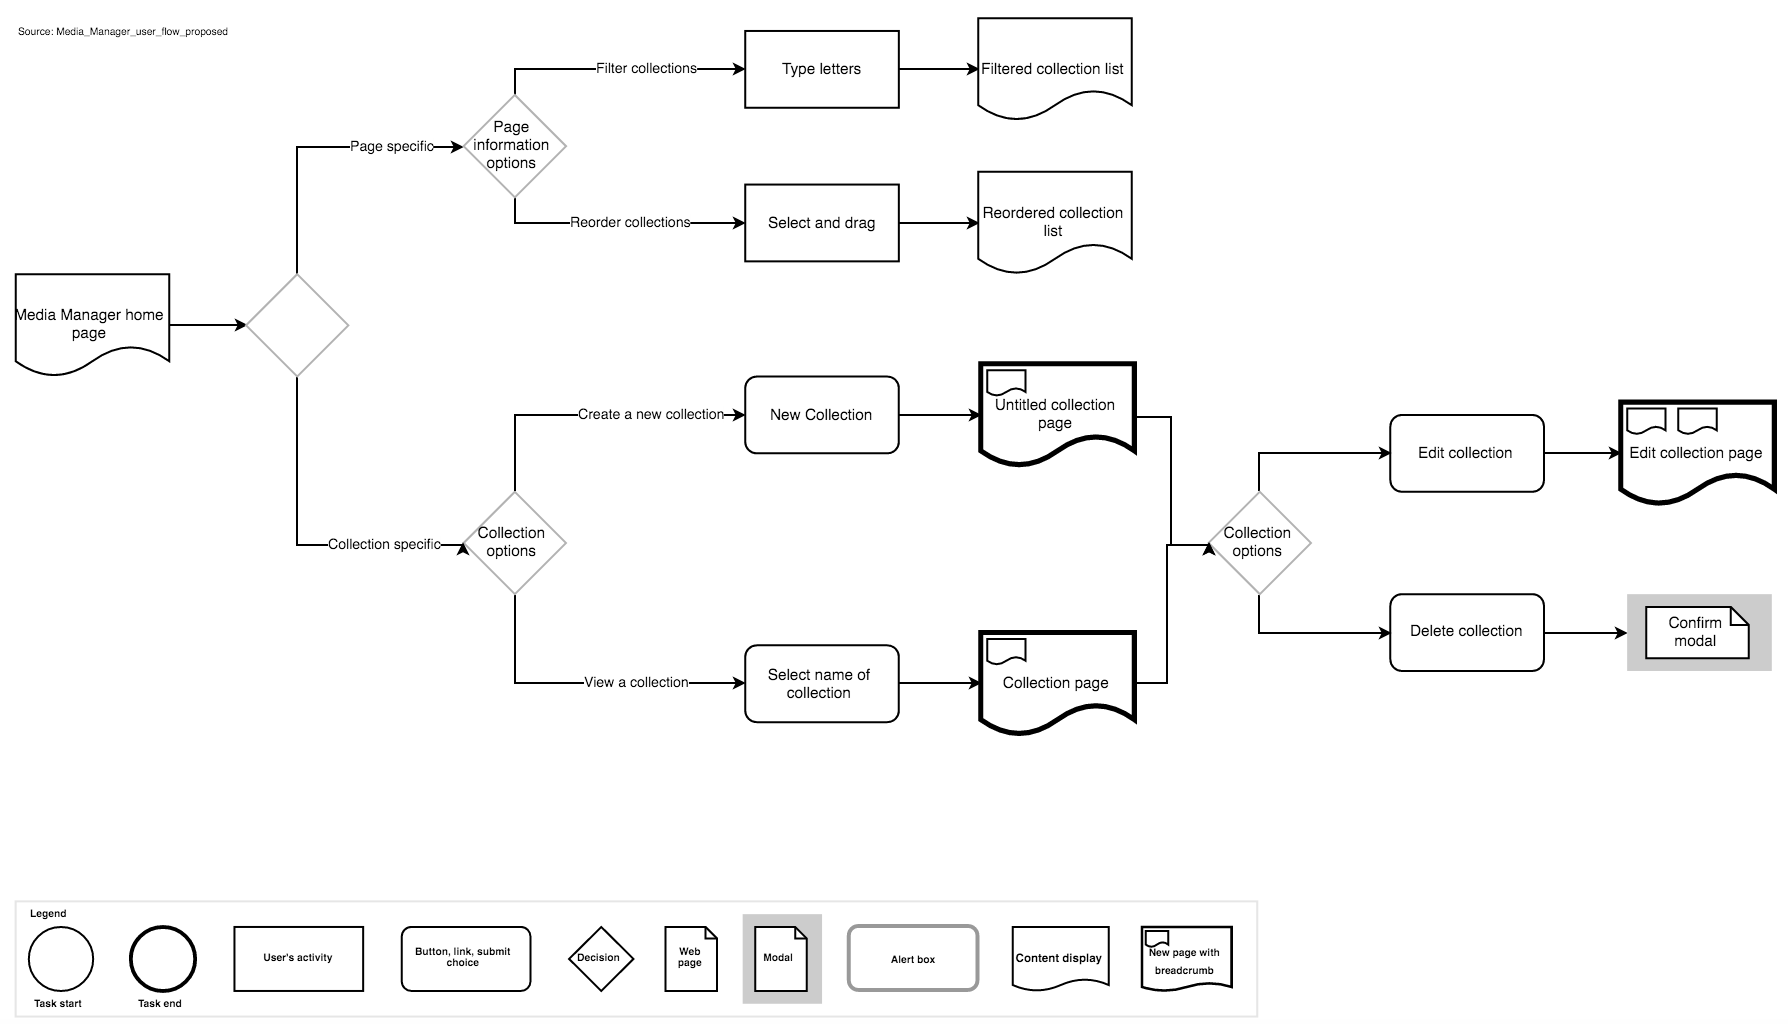 Source: Media_Manager_user_flow_proposed
Filter collections
Type letters
Filtered collection list
Page
information
options
Page specific
Reorder collections
Select and drag
Reordered collection
list
Media Manager home
page
Create a new collection
New Collection
Untitled collection
page
Edit collection
Edit collection page
Collection specific
Collection
options
Collection
options
View a collection
Select name of
collection
Collection page
Delete collection
Confirm
modal
Legend
Task start
Task end
User's activity
Button, link, submit
choice
Decision
Web
page
Modal
Alert box
Content display
New page with
breadcrumb